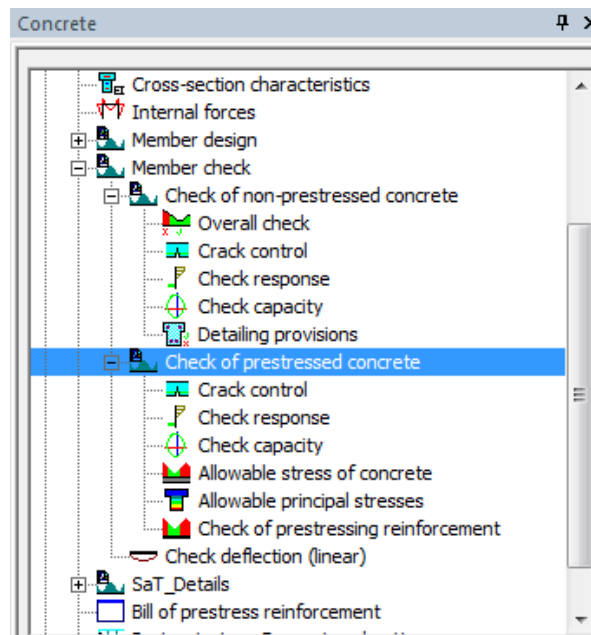 Concrete
Cross-section characteristics
Internal forces
Member design
Member check
Check of non-prestressed concrete
Overall check
Crack control
Check response
Check capacity
Detailing provisions
Check of prestressed concrete
Crack control
Check response
Check capacity
Allowable stress of concrete
Allowable principal stresses
Check of prestressing reinforcement
Check deflection (linear)
SaT_Details
Bill of prestress reinforcement